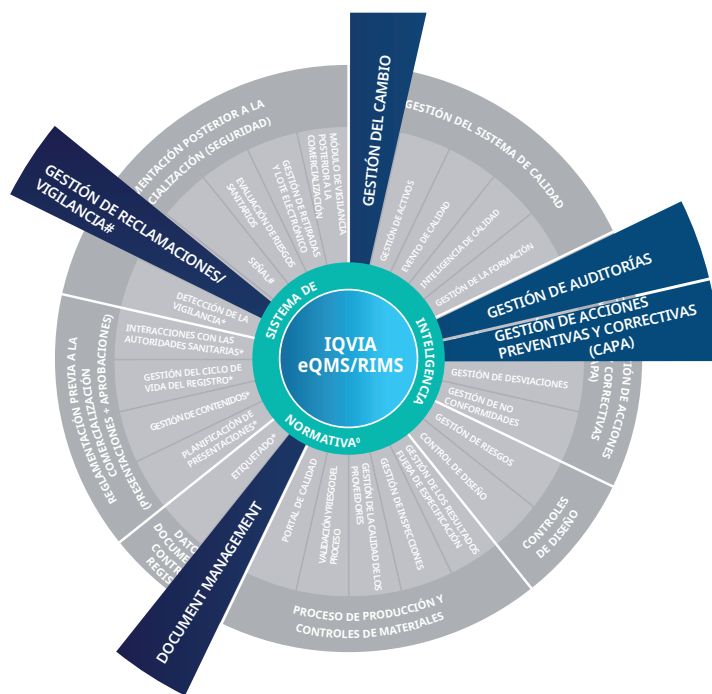 IQVIA
eQMS/RIMS
SISTEMA DE
INTELIGENCIA
NORMATIVA⁰
GESTIÓN DEL CAMBIO
GESTIÓN DEL SISTEMA DE CALIDAD
GESTIÓN DE ACTIVOS
EVENTO DE CALIDAD
INTELIGENCIA DE CALIDAD
GESTIÓN DE LA FORMACIÓN
GESTIÓN DE AUDITORÍAS
GESTIÓN DE ACCIONES
PREVENTIVAS Y CORRECTIVAS
(CAPA)
DE ACCIONES
CORRECTIVAS
GESTIÓN DE DESVIACIONES
GESTIÓN DE NO
CONFORMIDADES
GESTIÓN DE RIESGOS
CONTROL DE DISEÑO
CONTROLES
DE DISEÑO
GESTIÓN DE LOS RESULTADOS
FUERA DE ESPECIFICACIÓN
GESTIÓN DE INSPECCIONES
GESTIÓN DE LA CALIDAD DE LOS
PROVEEDORES
VALIDACIÓN Y RIESGO DEL
PROCESO
PORTAL DE CALIDAD
PROCESO DE PRODUCCIÓN Y
CONTROLES DE MATERIALES
DOCUMENT MANAGEMENT
ETIQUETADO*
PLANIFICACIÓN DE
PRESENTACIONES*
GESTIÓN DE CONTENIDOS*
GESTIÓN DEL CICLO DE
VIDA DEL REGISTRO*
INTERACCIONES CON LAS
AUTORIDADES SANITARIAS*
DETECCIÓN DE LA
VIGILANCIA*
REGLAMENTACIÓN PREVIA A LA
COMERCIALIZACIÓN
(PRESENTACIONES + APROBACIONES)
GESTIÓN DE RECLAMACIONES/
VIGILANCIA#
POSTERIOR A LA
(SEGURIDAD)
SEÑAL#
EVALUACIÓN DE RIESGOS
SANITARIOS
GESTIÓN DE RETIRADAS
Y LOTE ELECTRÓNICO
MÓDULO DE VIGILANCIA
POSTERIOR A LA
COMERCIALIZACIÓN